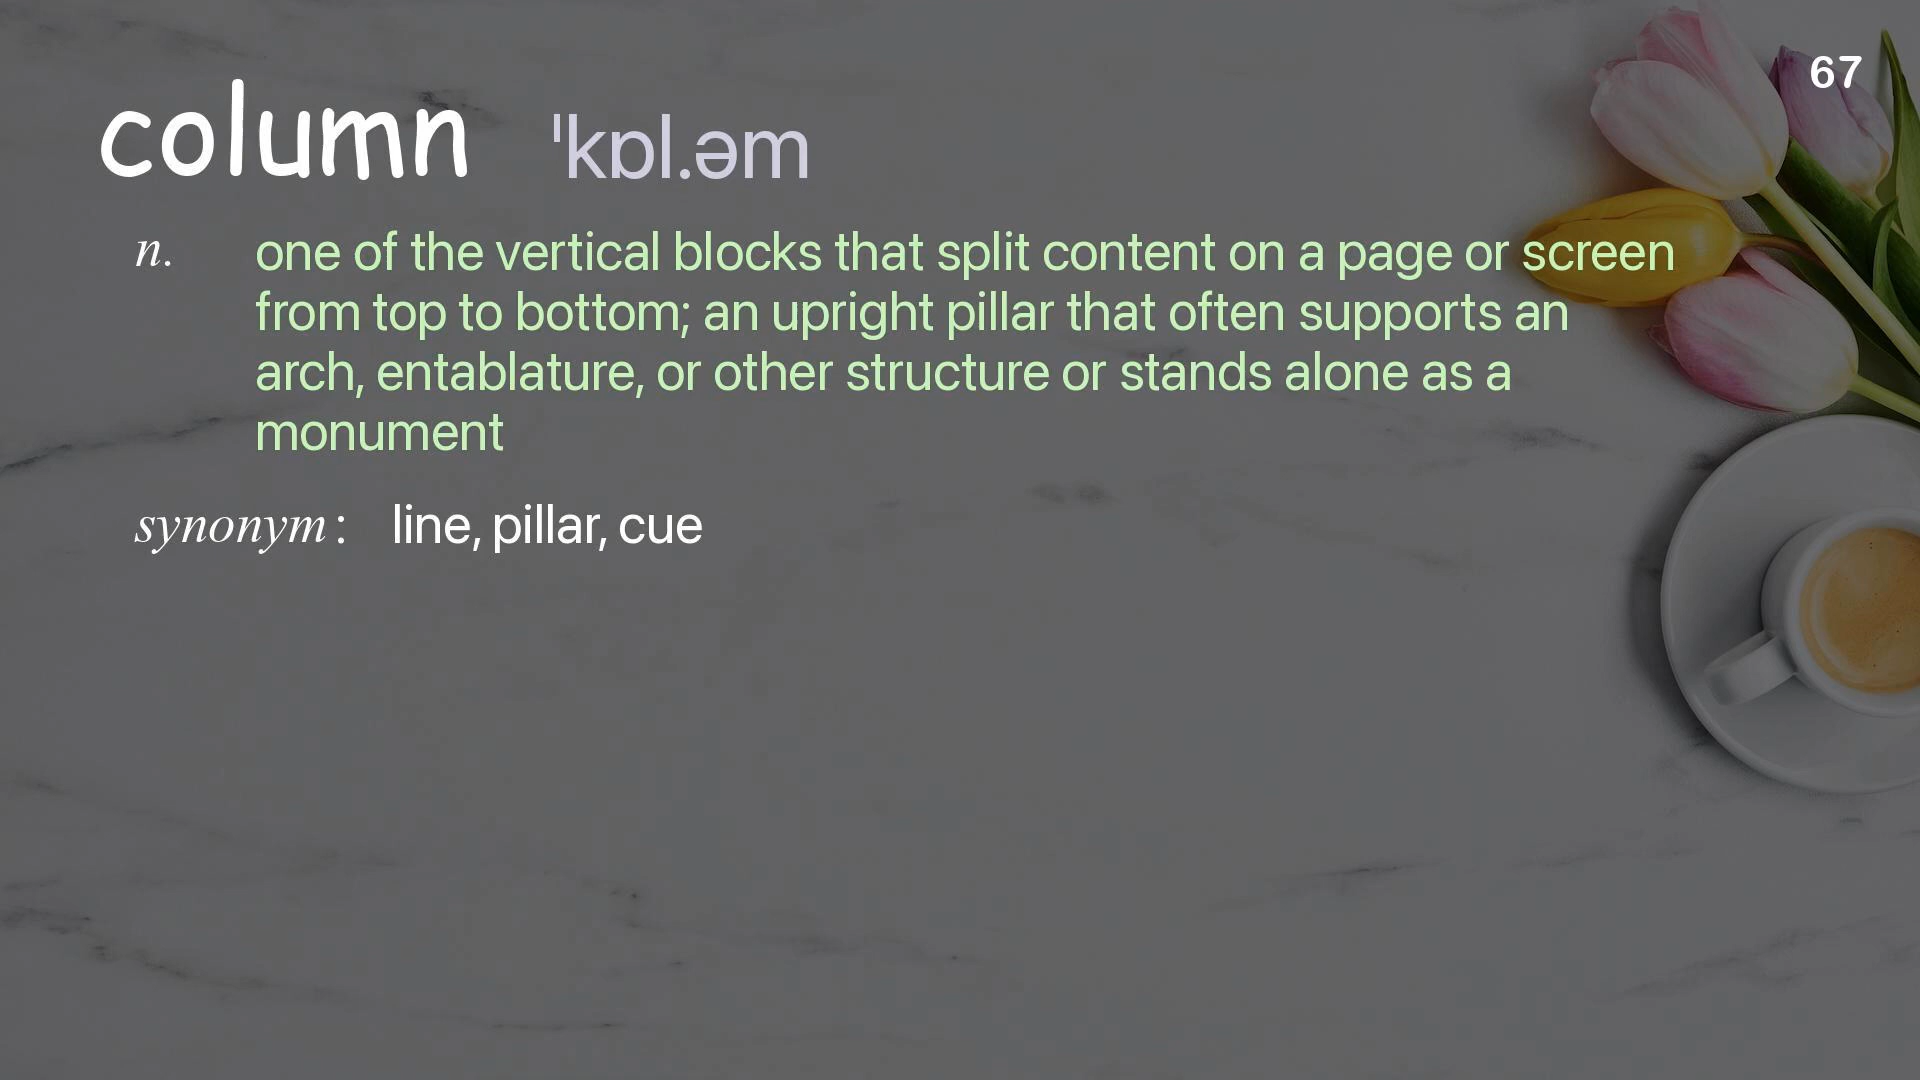 67
column ˈkɒl.əm
n. one of the vertical blocks that split content on a page or screen
from top to bottom; an upright pillar that often supports an
arch, entablature, or other structure or stands alone as a
monument
synonym: line, pillar, cue